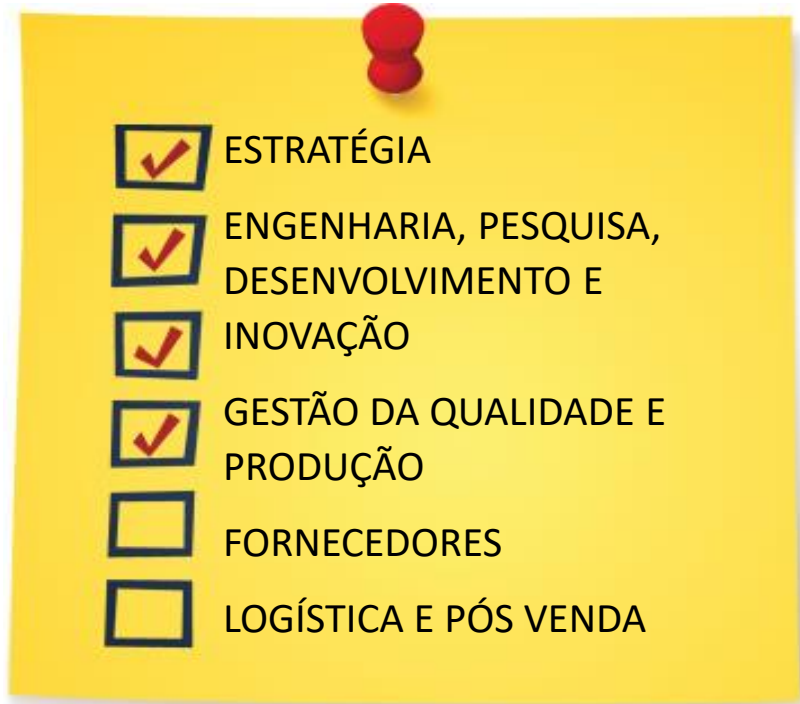 ESTRATÉGIA
ENGENHARIA, PESQUISA,
DESENVOLVIMENTO E
INOVAÇÃO
GESTÃO DA QUALIDADE E
PRODUÇÃO
FORNECEDORES
LOGÍSTICA E PÓS VENDA